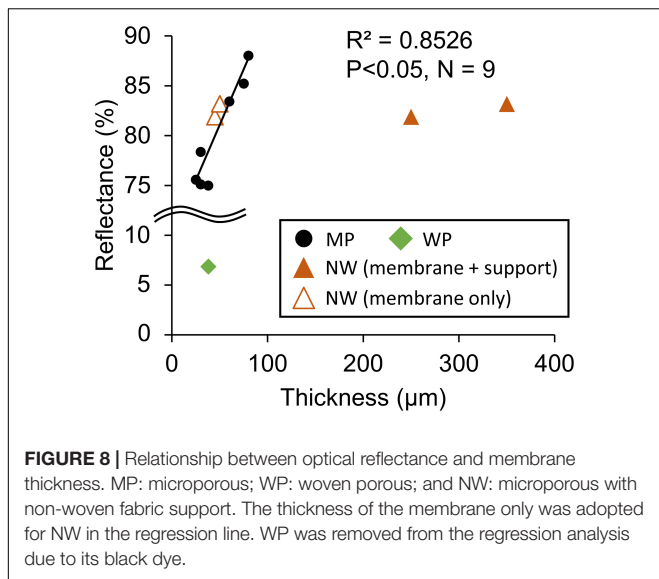 R² = 0.8526
P<0.05, N = 9
Reflectance (%)
90
85
80
75
10
5
0
MP
WP
NW (membrane + support)
NW (membrane only)
0
100
200
300
400
Thickness (µm)
FIGURE 8 | Relationship between optical reflectance and membrane
thickness. MP: microporous; WP: woven porous; and NW: microporous with
non-woven fabric support. The thickness of the membrane only was adopted
for NW in the regression line. WP was removed from the regression analysis
due to its black dye.